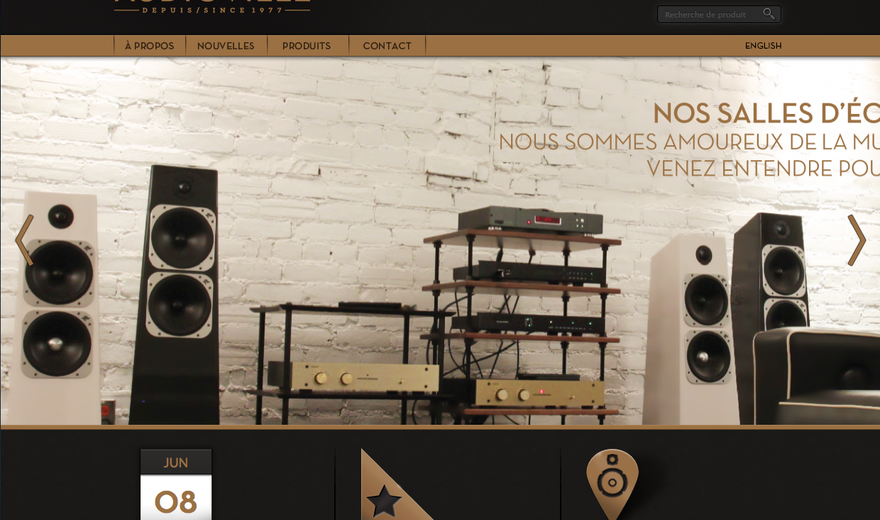 DEPUIS/SINCE 1977
Recherche de produit
À PROPOS NOUVELLES PRODUITS CONTACT ENGLISH
NOS SALLES D'ÉC
NOUS SOMMES AMOUREUX DE LA MU
VENEZ ENTENDRE POU
JUN
08